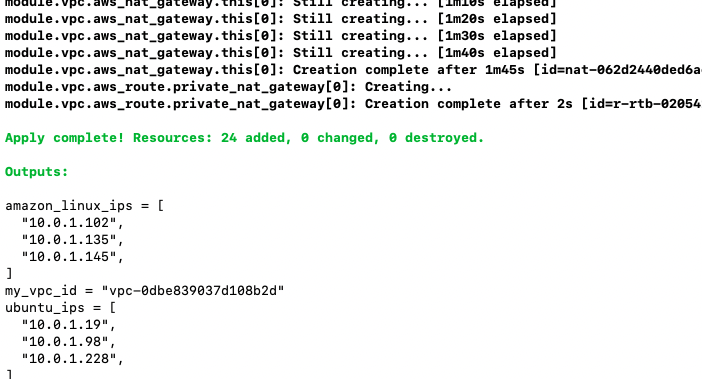 module.vpc.aws_nat_gateway.this[0]: Still creating... [1m10s elapsed]
module.vpc.aws_nat_gateway.this[0]: Still creating... [1m20s elapsed]
module.vpc.aws_nat_gateway.this[0]: Still creating... [1m30s elapsed]
module.vpc.aws_nat_gateway.this[0]: Still creating... [1m40s elapsed]
module.vpc.aws_nat_gateway.this[0]: Creation complete after 1m45s [id=nat-062d2440ded6a
module.vpc.aws_route.private_nat_gateway[0]: Creating...
module.vpc.aws_route.private_nat_gateway[0]: Creation complete after 2s [id=r-rtb-02054
Apply complete! Resources: 24 added, 0 changed, 0 destroyed.
Outputs:
amazon_linux_ips = [
"10.0.1.102",
"10.0.1.135",
"10.0.1.145",
]
my_vpc_id = "vpc-0dbe839037d108b2d"
ubuntu_ips = [
"10.0.1.19",
"10.0.1.98",
"10.0.1.228",
]